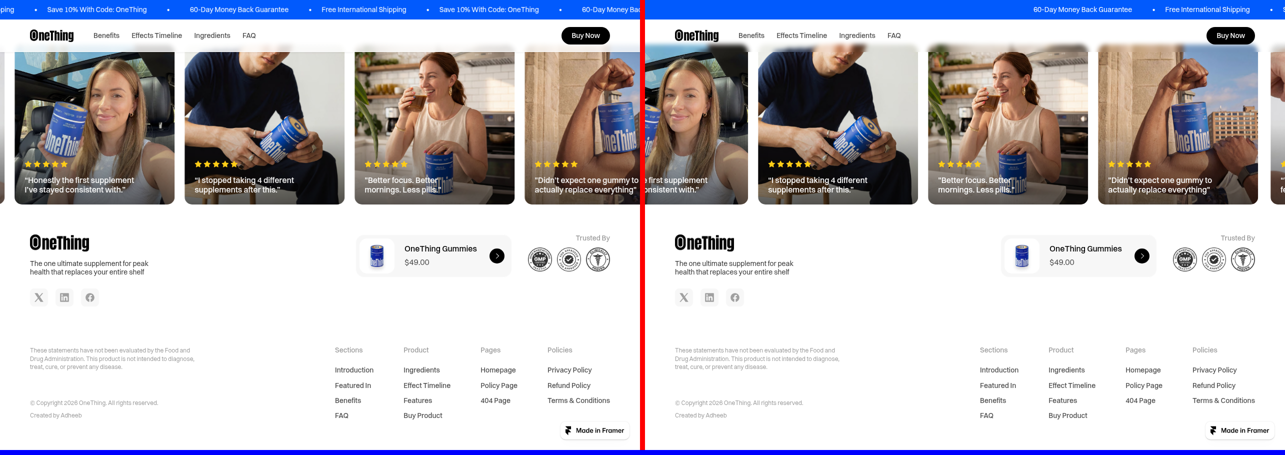 ping • Save 10% With Code: OneThing • 60-Day Money Back Guarantee • Free International Shipping • Save 10% With Code: OneThing • 60-Day Money Bac
OneThing Benefits Effects Timeline Ingredients FAQ Buy Now
"Honestly the first supplement
I've stayed consistent with."
"I stopped taking 4 different
supplements after this."
"Better focus. Better
mornings. Less pills."
"Didn't expect one gummy to
actually replace everything"
OneThing
The one ultimate supplement for peak
health that replaces your entire shelf
OneThing Gummies
$49.00
Trusted By
GMP
These statements have not been evaluated by the Food and
Drug Administration. This product is not intended to diagnose,
treat, cure, or prevent any disease.
© Copyright 2026 OneThing. All rights reserved.
Created by Adheeb
Sections
Introduction
Featured In
Benefits
FAQ
Product
Ingredients
Effect Timeline
Features
Buy Product
Pages
Homepage
Policy Page
404 Page
Policies
Privacy Policy
Refund Policy
Terms & Conditions
Made in Framer
60-Day Money Back Guarantee • Free International Shipping •
OneThing Benefits Effects Timeline Ingredients FAQ Buy Now
first supplement
onsistent with."
"I stopped taking 4 different
supplements after this."
"Better focus. Better
mornings. Less pills."
"Didn't expect one gummy to
actually replace everything"
OneThing
The one ultimate supplement for peak
health that replaces your entire shelf
OneThing Gummies
$49.00
Trusted By
GMP
These statements have not been evaluated by the Food and
Drug Administration. This product is not intended to diagnose,
treat, cure, or prevent any disease.
© Copyright 2026 OneThing. All rights reserved.
Created by Adheeb
Sections
Introduction
Featured In
Benefits
FAQ
Product
Ingredients
Effect Timeline
Features
Buy Product
Pages
Homepage
Policy Page
404 Page
Policies
Privacy Policy
Refund Policy
Terms & Conditions
Made in Framer